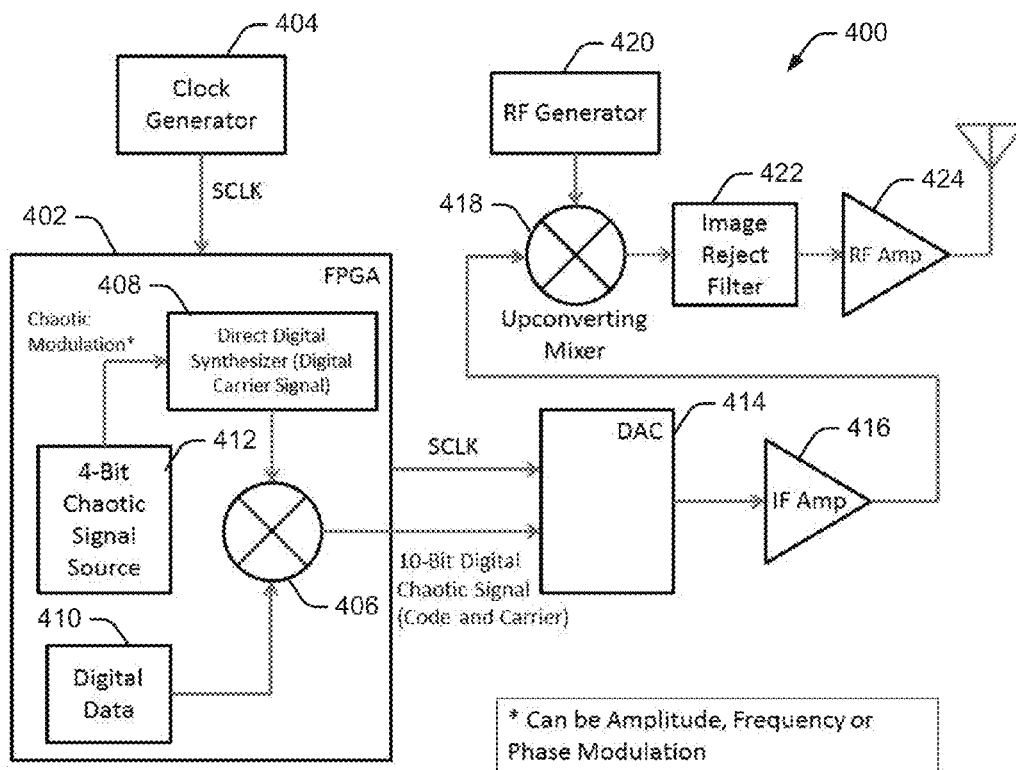 404
Clock
Generator
SCLK
420
RF Generator
400
418
Upconverting
Mixer
422
Image
Reject
Filter
424
RF Amp
402
FPGA
408
Chaotic
Modulation*
Direct Digital
Synthesizer (Digital
Carrier Signal)
412
4-Bit
Chaotic
Signal
Source
406
410
Digital
Data
SCLK
10-Bit Digital
Chaotic Signal
(Code and Carrier)
DAC
414
416
IF Amp
* Can be Amplitude, Frequency or
Phase Modulation